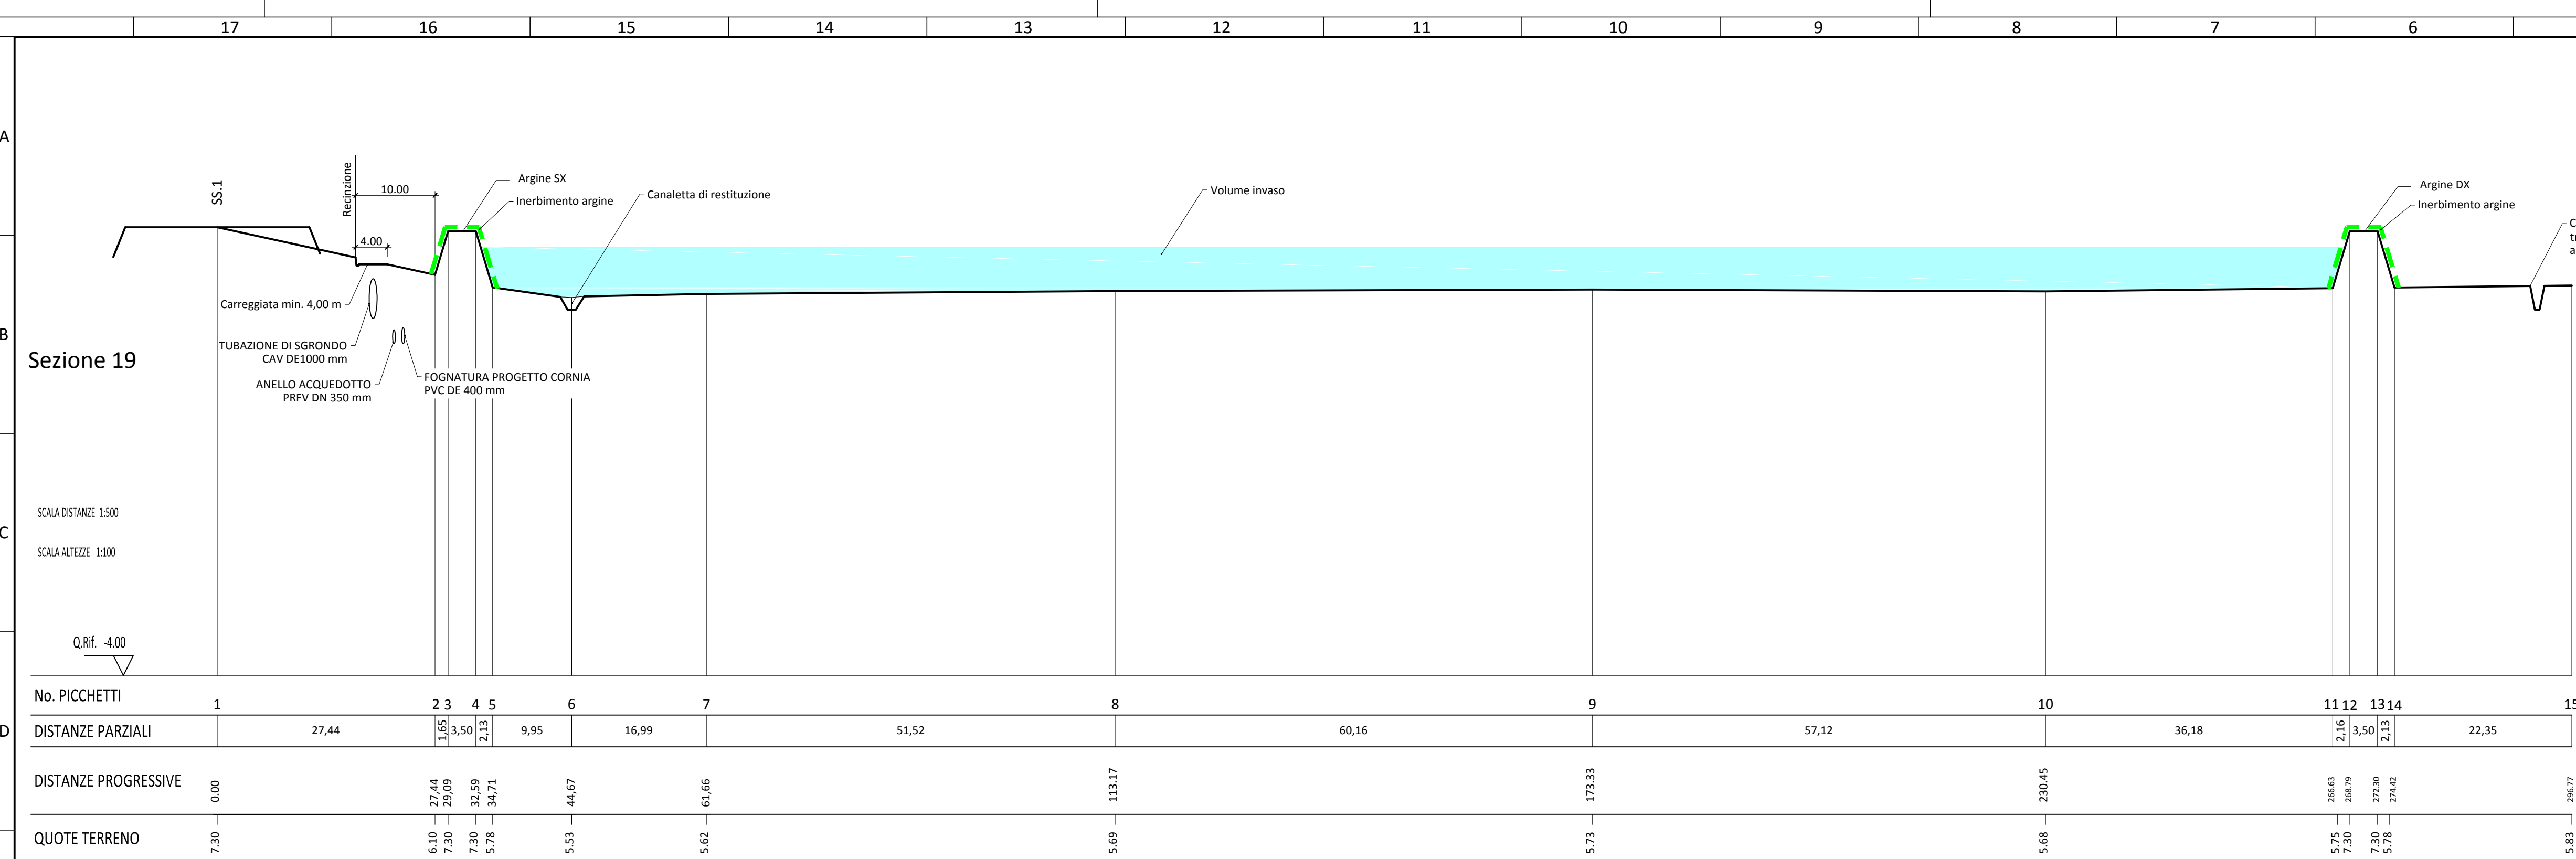 17 16 15 14 13 12 11 10 9 8 7 6
A
B
C
D
SS.1
Recinzione
10.00
4.00
Argine SX
Inerbimento argine
Canaletta di restituzione
Volume invaso
Argine DX
Inerbimento argine
Carreggiata min. 4,00 m
TUBAZIONE DI SGRONDO
CAV DE1000 mm
ANELLO ACQUEDOTTO
PRFV DN 350 mm
FOGNATURA PROGETTO CORNIA
PVC DE 400 mm
Sezione 19
SCALA DISTANZE 1:500
SCALA ALTEZZE 1:100
Q.Rif. -4.00
No. PICCHETTI 1 2 3 4 5 6 7 8 9 10 11 12 13 14 15
DISTANZE PARZIALI 27,44 1,65 3,50 2,13 9,95 16,99 51,52 60,16 57,12 36,18 2,16 3,50 2,13 22,35
DISTANZE PROGRESSIVE 0.00 27,44 29,09 32,59 34,71 44,67 61,66 113.17 173.33 230.45 266.63 268.79 272.30 274.42 296.77
QUOTE TERRENO 7.30 6.10 7.30 7.30 5.78 5.53 5.62 5.69 5.73 5.68 5.75 7.30 7.30 5.78 5.83